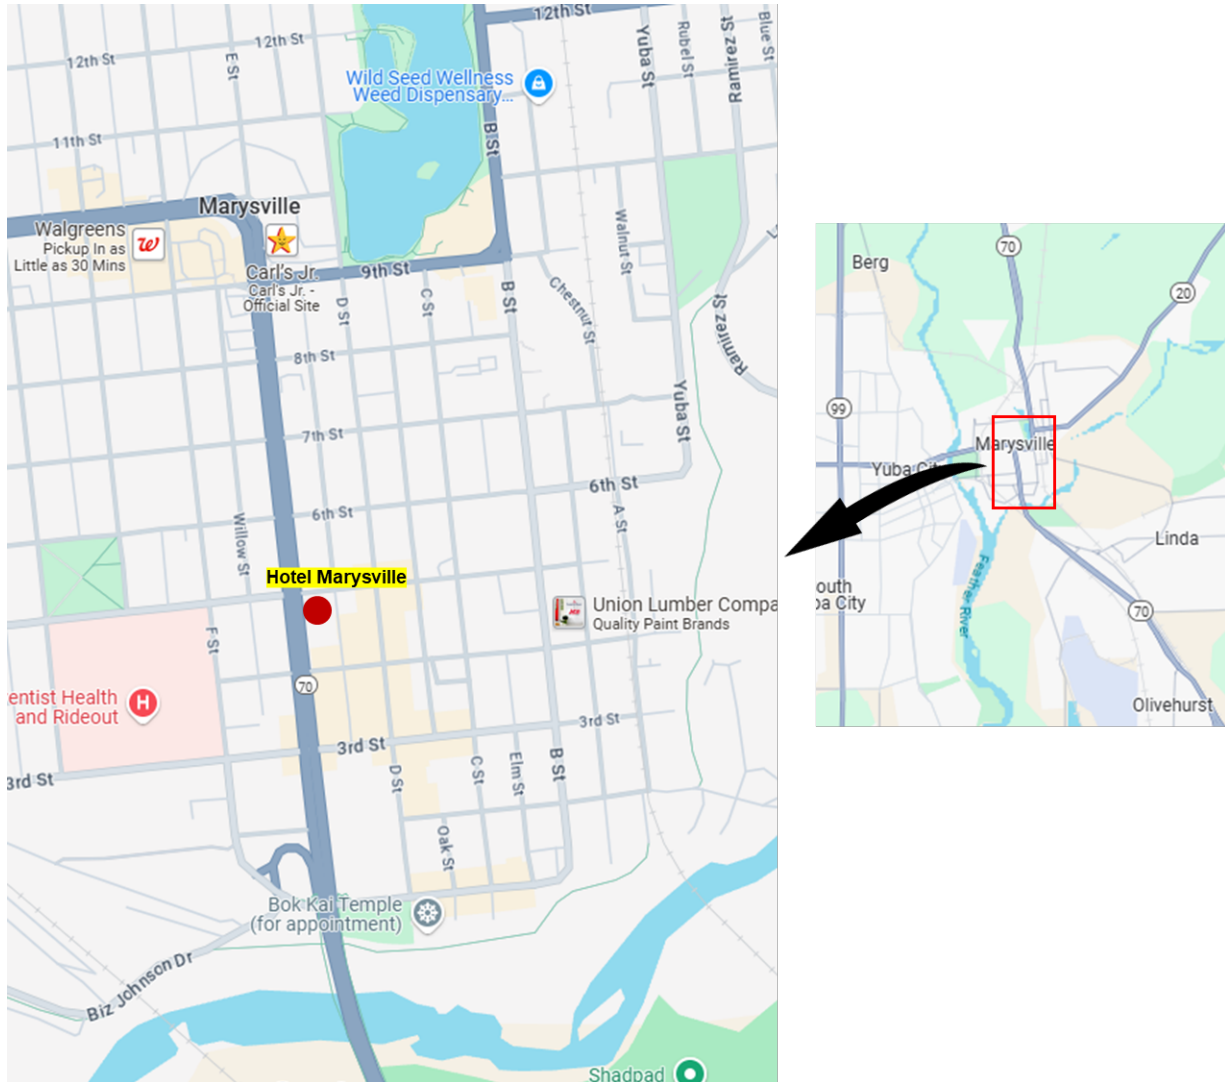 12th St
12th St
12th St
E St
Yuba St
Rubel St
Ramirez St
Blue St
Wild Seed Wellness
Weed Dispensary...
11th St
B St
Marysville
Walgreens
Pickup In as
Little as 30 Mins
Carl's Jr.
Carl's Jr. -
Official Site
9th St
Walnut St
D St
C St
B St
Chestnut St
Ramirez St
8th St
Yuba St
7th St
6th St
6th St
A St
Willow St
Hotel Marysville
Union Lumber Compa
Quality Paint Brands
F St
70
entist Health
and Rideout
H
3rd St
3rd St
3rd St
D St
C St
Elm St
B St
Oak St
Bok Kai Temple
(for appointment)
Biz Johnson Dr
Shadpad
70
Berg
20
99
Marysville
Yuba City
Linda
outh
ba City
Feather River
70
Olivehurst